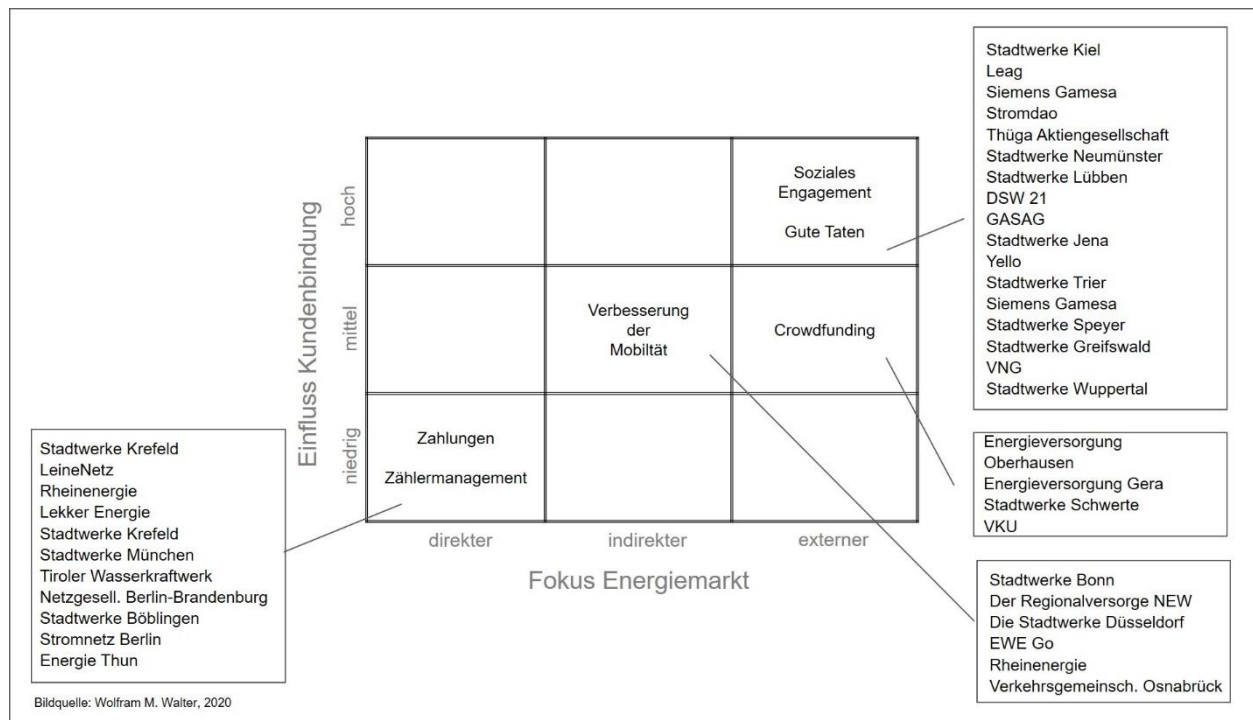 Stadtwerke Kiel
Leag
Siemens Gamesa
Stromdao
Thüga Aktiengesellschaft
Stadtwerke Neumünster
Stadtwerke Lübben
DSW 21
GASAG
Stadtwerke Jena
Yello
Stadtwerke Trier
Siemens Gamesa
Stadtwerke Speyer
Stadtwerke Greifswald
VNG
Stadtwerke Wuppertal
Einfluss Kundenbindung
hoch
mittel
niedrig
Soziales
Engagement
Gute Taten
Verbesserung
der
Mobiltät
Crowdfunding
Zahlungen
Zählermanagement
direkter
indirekter
externer
Fokus Energiemarkt
Stadtwerke Krefeld
LeineNetz
Rheinenergie
Lekker Energie
Stadtwerke Krefeld
Stadtwerke München
Tiroler Wasserkraftwerk
Netzgesell. Berlin-Brandenburg
Stadtwerke Böblingen
Stromnetz Berlin
Energie Thun
Energieversorgung
Oberhausen
Energieversorgung Gera
Stadtwerke Schwerte
VKU
Stadtwerke Bonn
Der Regionalversorge NEW
Die Stadtwerke Düsseldorf
EWE Go
Rheinenergie
Verkehrsgemeinsch. Osnabrück
Bildquelle: Wolfram M. Walter, 2020